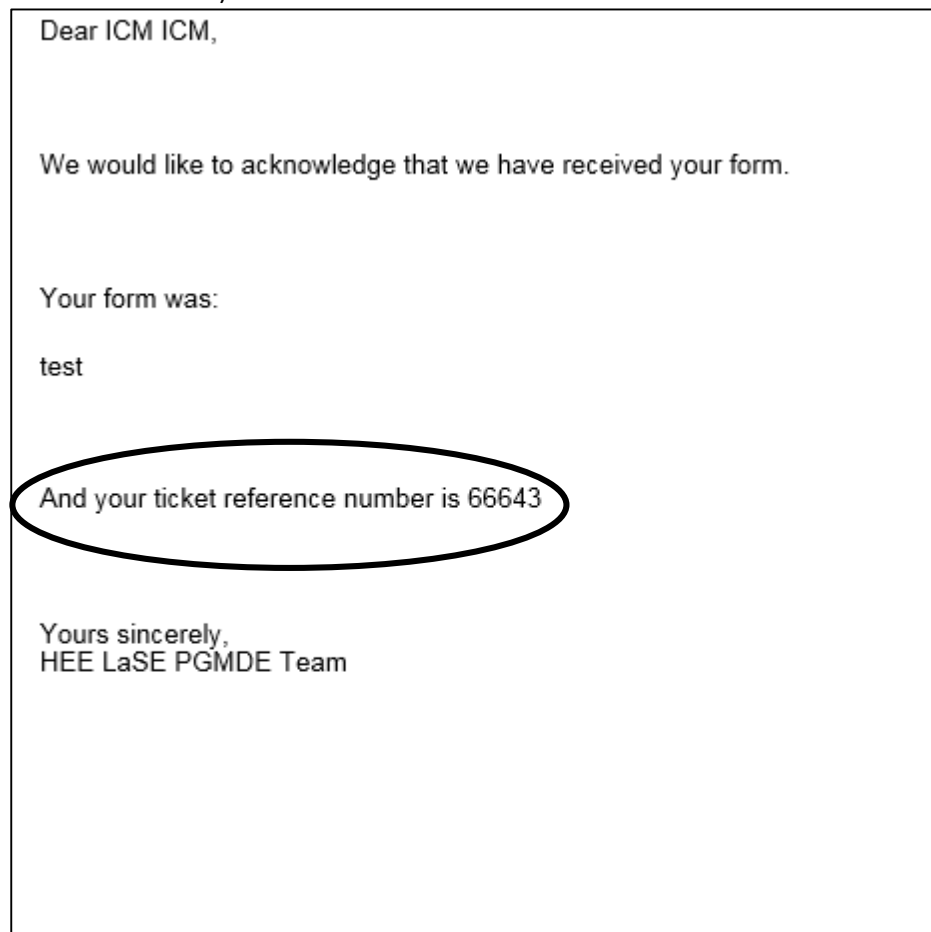 Dear ICM ICM,
We would like to acknowledge that we have received your form.
Your form was:
test
And your ticket reference number is 66643
Yours sincerely,
HEE LaSE PGMDE Team